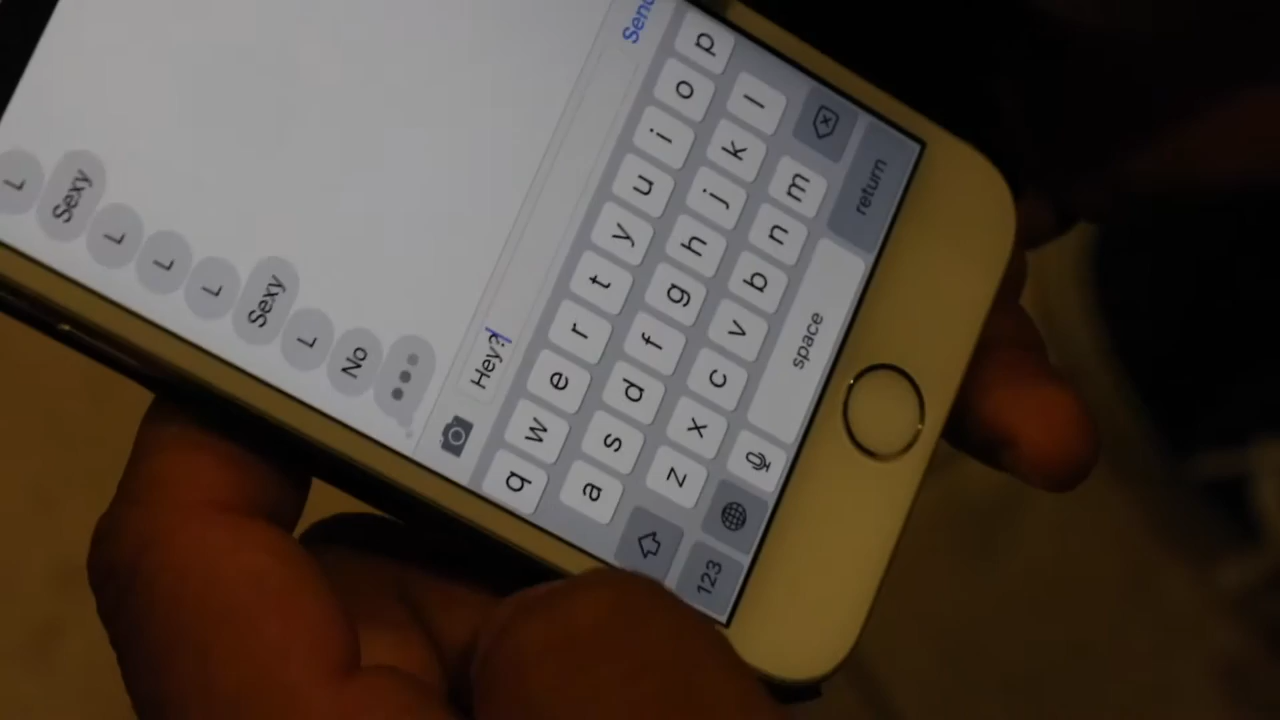 L
Sexy
L
L
L
Sexy
L
No
Hey?
Send
q w e r t y u i o p
a s d f g h j k l
z x c v b n m
123 space return